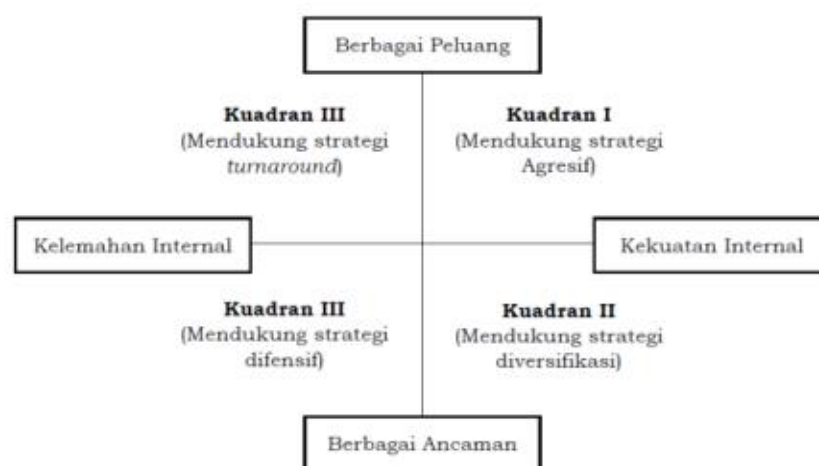 Berbagai Peluang
Kuadran III
(Mendukung strategi
turnaround)
Kuadran I
(Mendukung strategi
Agresif)
Kelemahan Internal
Kekuatan Internal
Kuadran III
(Mendukung strategi
difensif)
Kuadran II
(Mendukung strategi
diversifikasi)
Berbagai Ancaman